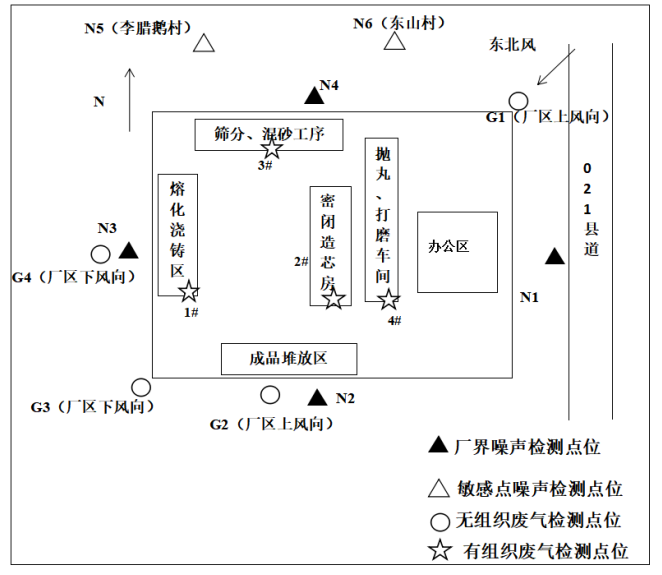 N5（李腊鹅村）
N6（东山村）
东北风
N
N4
G1（厂区上风向）
筛分、混砂工序
3#
抛丸、打磨车间
021县道
熔化浇铸区
密闭造芯房
办公区
N3
2#
G4（厂区下风向）
N1
1#
4#
成品堆放区
G3（厂区下风向）
N2
G2（厂区上风向）
厂界噪声检测点位
敏感点噪声检测点位
无组织废气检测点位
有组织废气检测点位